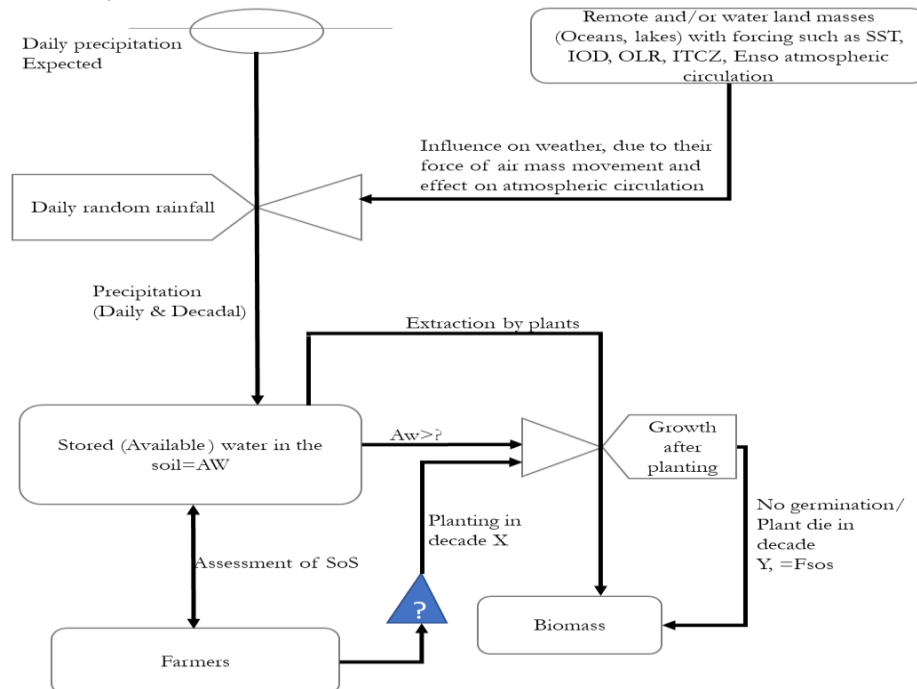 Daily precipitation
Expected
Remote and/or water land masses
(Oceans, lakes) with forcing such as SST,
IOD, OLR, ITCZ, Enso atmospheric
circulation
Influence on weather, due to their
force of air mass movement and
effect on atmospheric circulation
Daily random rainfall
Precipitation
(Daily & Decadal)
Extraction by plants
Stored (Available) water in the
soil=AW
Aw>?
Growth
after
planting
Planting in
decade X
No germination/
Plant die in
decade
Y, =Fsos
Assessment of SoS
?
Biomass
Farmers